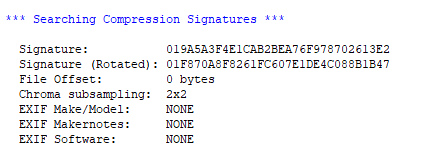 *** Searching Compression Signatures ***
Signature: 019A5A3F4E1CAB2BEA76F978702613E2
Signature (Rotated): 01F870A8F8261FC607E1DE4C088B1B47
File Offset: 0 bytes
Chroma subsampling: 2x2
EXIF Make/Model: NONE
EXIF Makernotes: NONE
EXIF Software: NONE